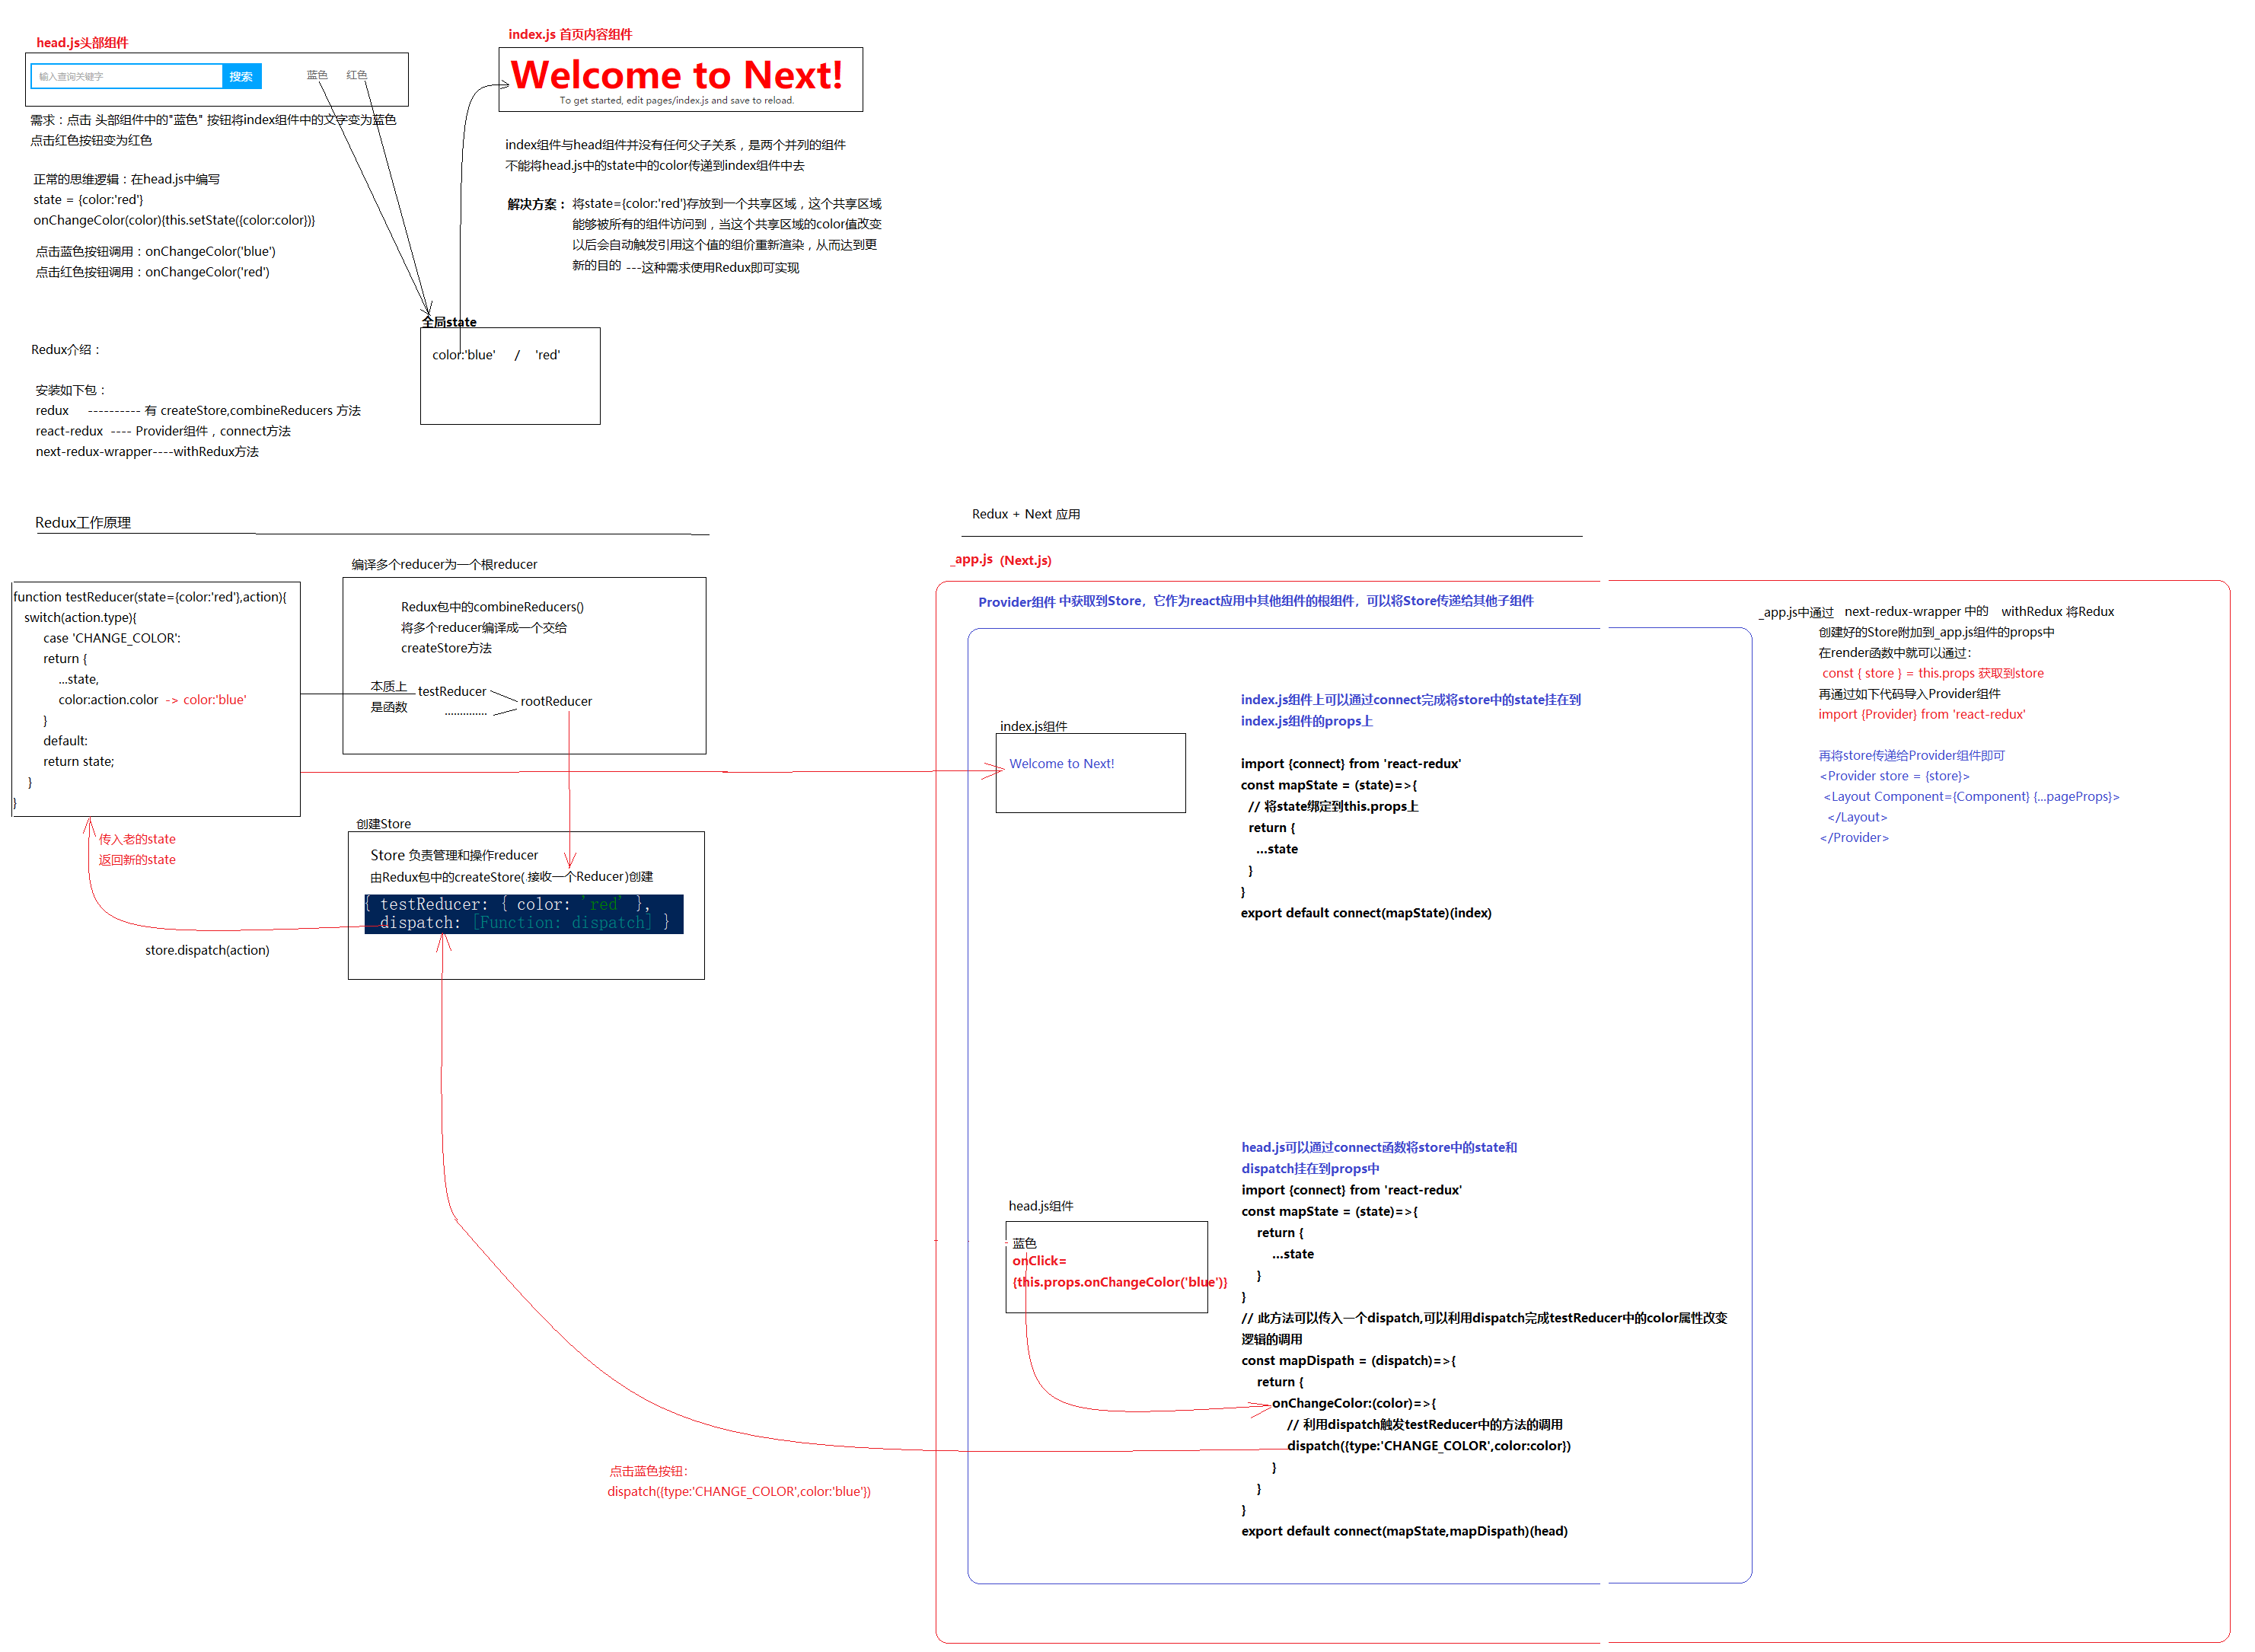 head.js头部组件
输入查询关键字
搜索
蓝色
红色
需求：点击 头部组件中的"蓝色" 按钮将index组件中的文字变为蓝色
点击红色按钮变为红色
正常的思维逻辑：在head.js中编写
state = {color:'red'}
onChangeColor(color){this.setState({color:color})}
点击蓝色按钮调用：onChangeColor('blue')
点击红色按钮调用：onChangeColor('red')
index.js 首页内容组件
Welcome to Next!
To get started, edit pages/index.js and save to reload.
index组件与head组件并没有任何父子关系，是两个并列的组件
不能将head.js中的state中的color传递到index组件中去
解决方案： 将state={color:'red'}存放到一个共享区域，这个共享区域
能够被所有的组件访问到，当这个共享区域的color值改变
以后会自动触发引用这个值的组价重新渲染，从而达到更
新的目的 ---这种需求使用Redux即可实现
全局state
color:'blue' / 'red'
Redux介绍：
安装如下包：
redux ---------- 有 createStore,combineReducers 方法
react-redux ---- Provider组件，connect方法
next-redux-wrapper----withRedux方法
Redux工作原理
function testReducer(state={color:'red'},action){
switch(action.type){
case 'CHANGE_COLOR':
return {
...state,
color:action.color -> color:'blue'
}
default:
return state;
}
}
传入老的state
返回新的state
store.dispatch(action)
编译多个reducer为一个根reducer
Redux包中的combineReducers()
将多个reducer编译成一个交给
createStore方法
本质上
是函数
testReducer
..............
rootReducer
创建Store
Store 负责管理和操作reducer
由Redux包中的createStore(接收一个Reducer)创建
{ testReducer: { color: 'red' },
dispatch: [Function: dispatch] }
点击蓝色按钮：
dispatch({type:'CHANGE_COLOR',color:'blue'})
Redux + Next 应用
_app.js (Next.js)
Provider组件 中获取到Store，它作为react应用中其他组件的根组件，可以将Store传递给其他子组件
index.js组件
Welcome to Next!
index.js组件上可以通过connect完成将store中的state挂在到
index.js组件的props上
import {connect} from 'react-redux'
const mapState = (state)=>{
// 将state绑定到this.props上
return {
...state
}
}
export default connect(mapState)(index)
head.js组件
蓝色
onClick=
{this.props.onChangeColor('blue')}
head.js可以通过connect函数将store中的state和
dispatch挂在到props中
import {connect} from 'react-redux'
const mapState = (state)=>{
return {
...state
}
}
// 此方法可以传入一个dispatch,可以利用dispatch完成testReducer中的color属性改变
逻辑的调用
const mapDispath = (dispatch)=>{
return {
onChangeColor:(color)=>{
// 利用dispatch触发testReducer中的方法的调用
dispatch({type:'CHANGE_COLOR',color:color})
}
}
}
export default connect(mapState,mapDispath)(head)
_app.js中通过 next-redux-wrapper 中的 withRedux 将Redux
创建好的Store附加到_app.js组件的props中
在render函数中就可以通过：
const { store } = this.props 获取到store
再通过如下代码导入Provider组件
import {Provider} from 'react-redux'
再将store传递给Provider组件即可
<Provider store = {store}>
<Layout Component={Component} {...pageProps}>
</Layout>
</Provider>